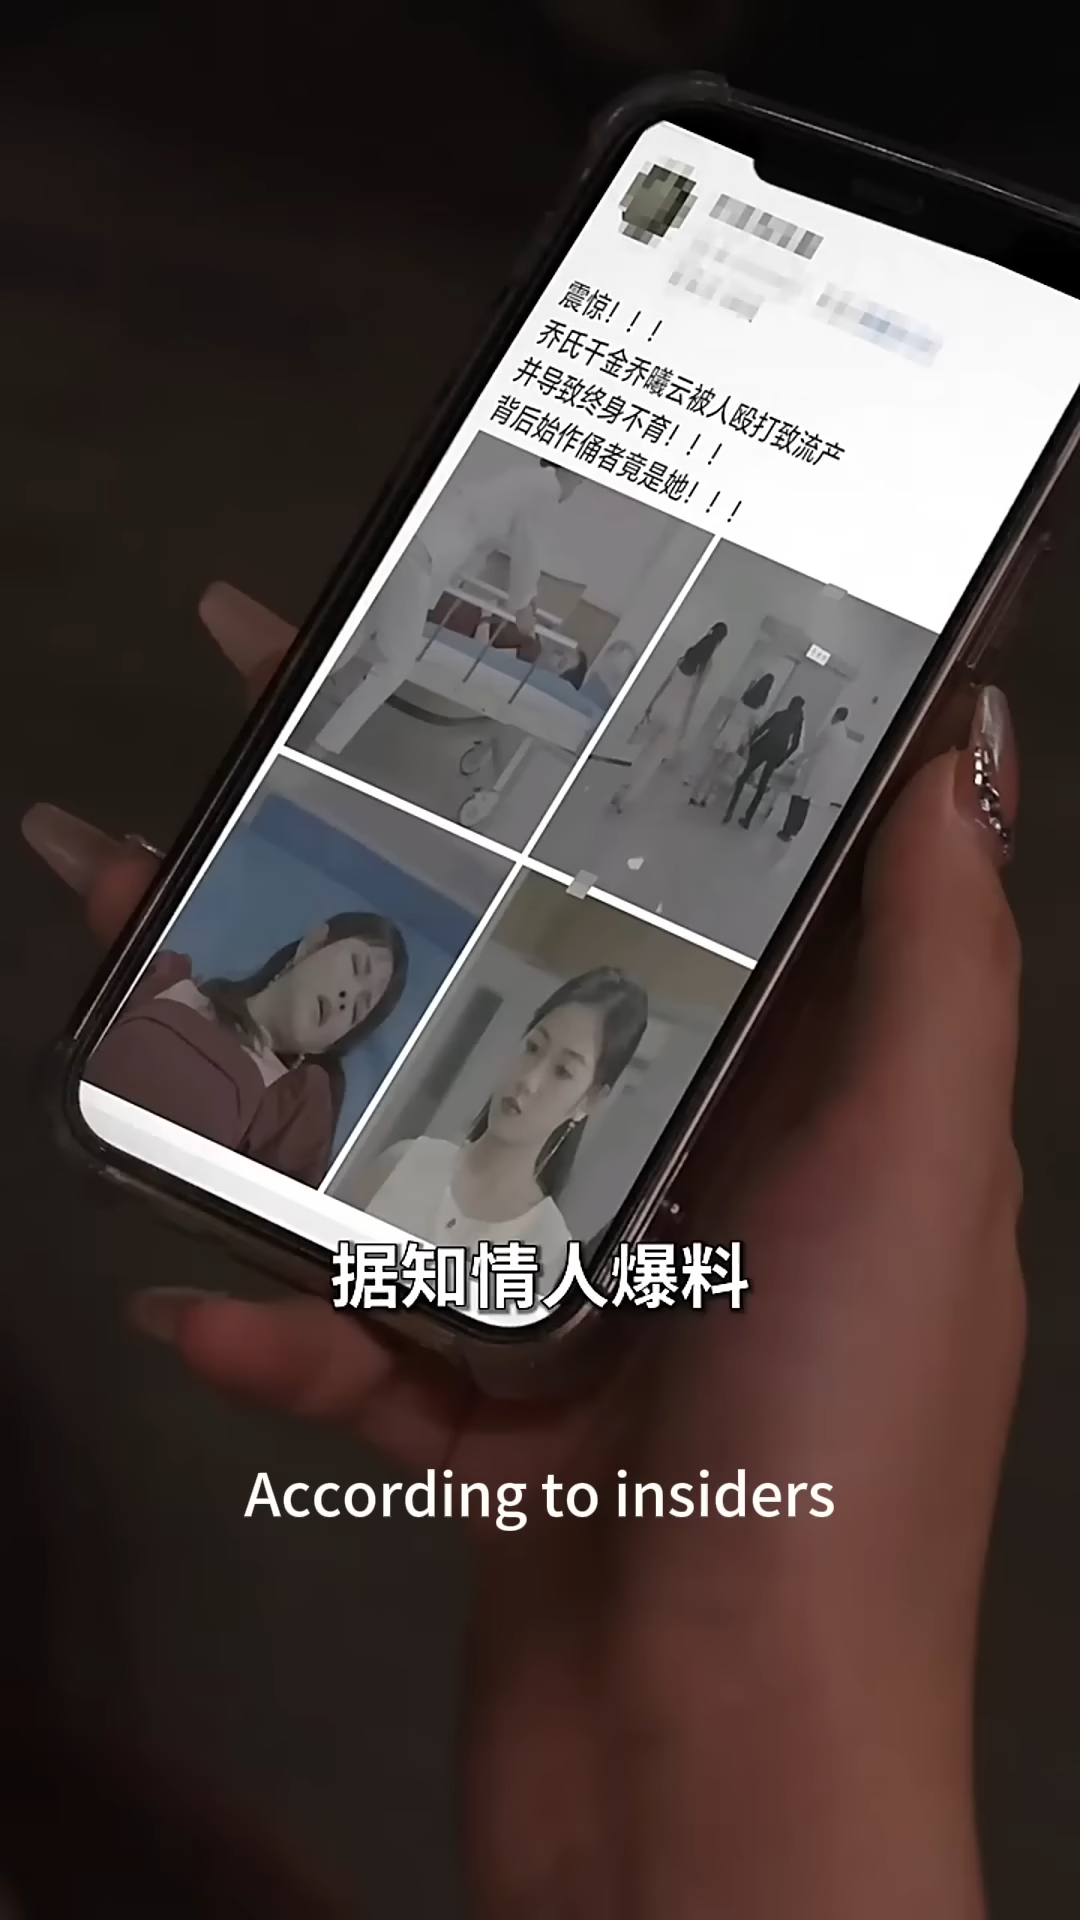 震惊！！！
乔氏千金乔曦云被人殴打致流产
并导致终身不育！！！
背后始作俑者竟是她！！！
据知情人爆料
According to insiders